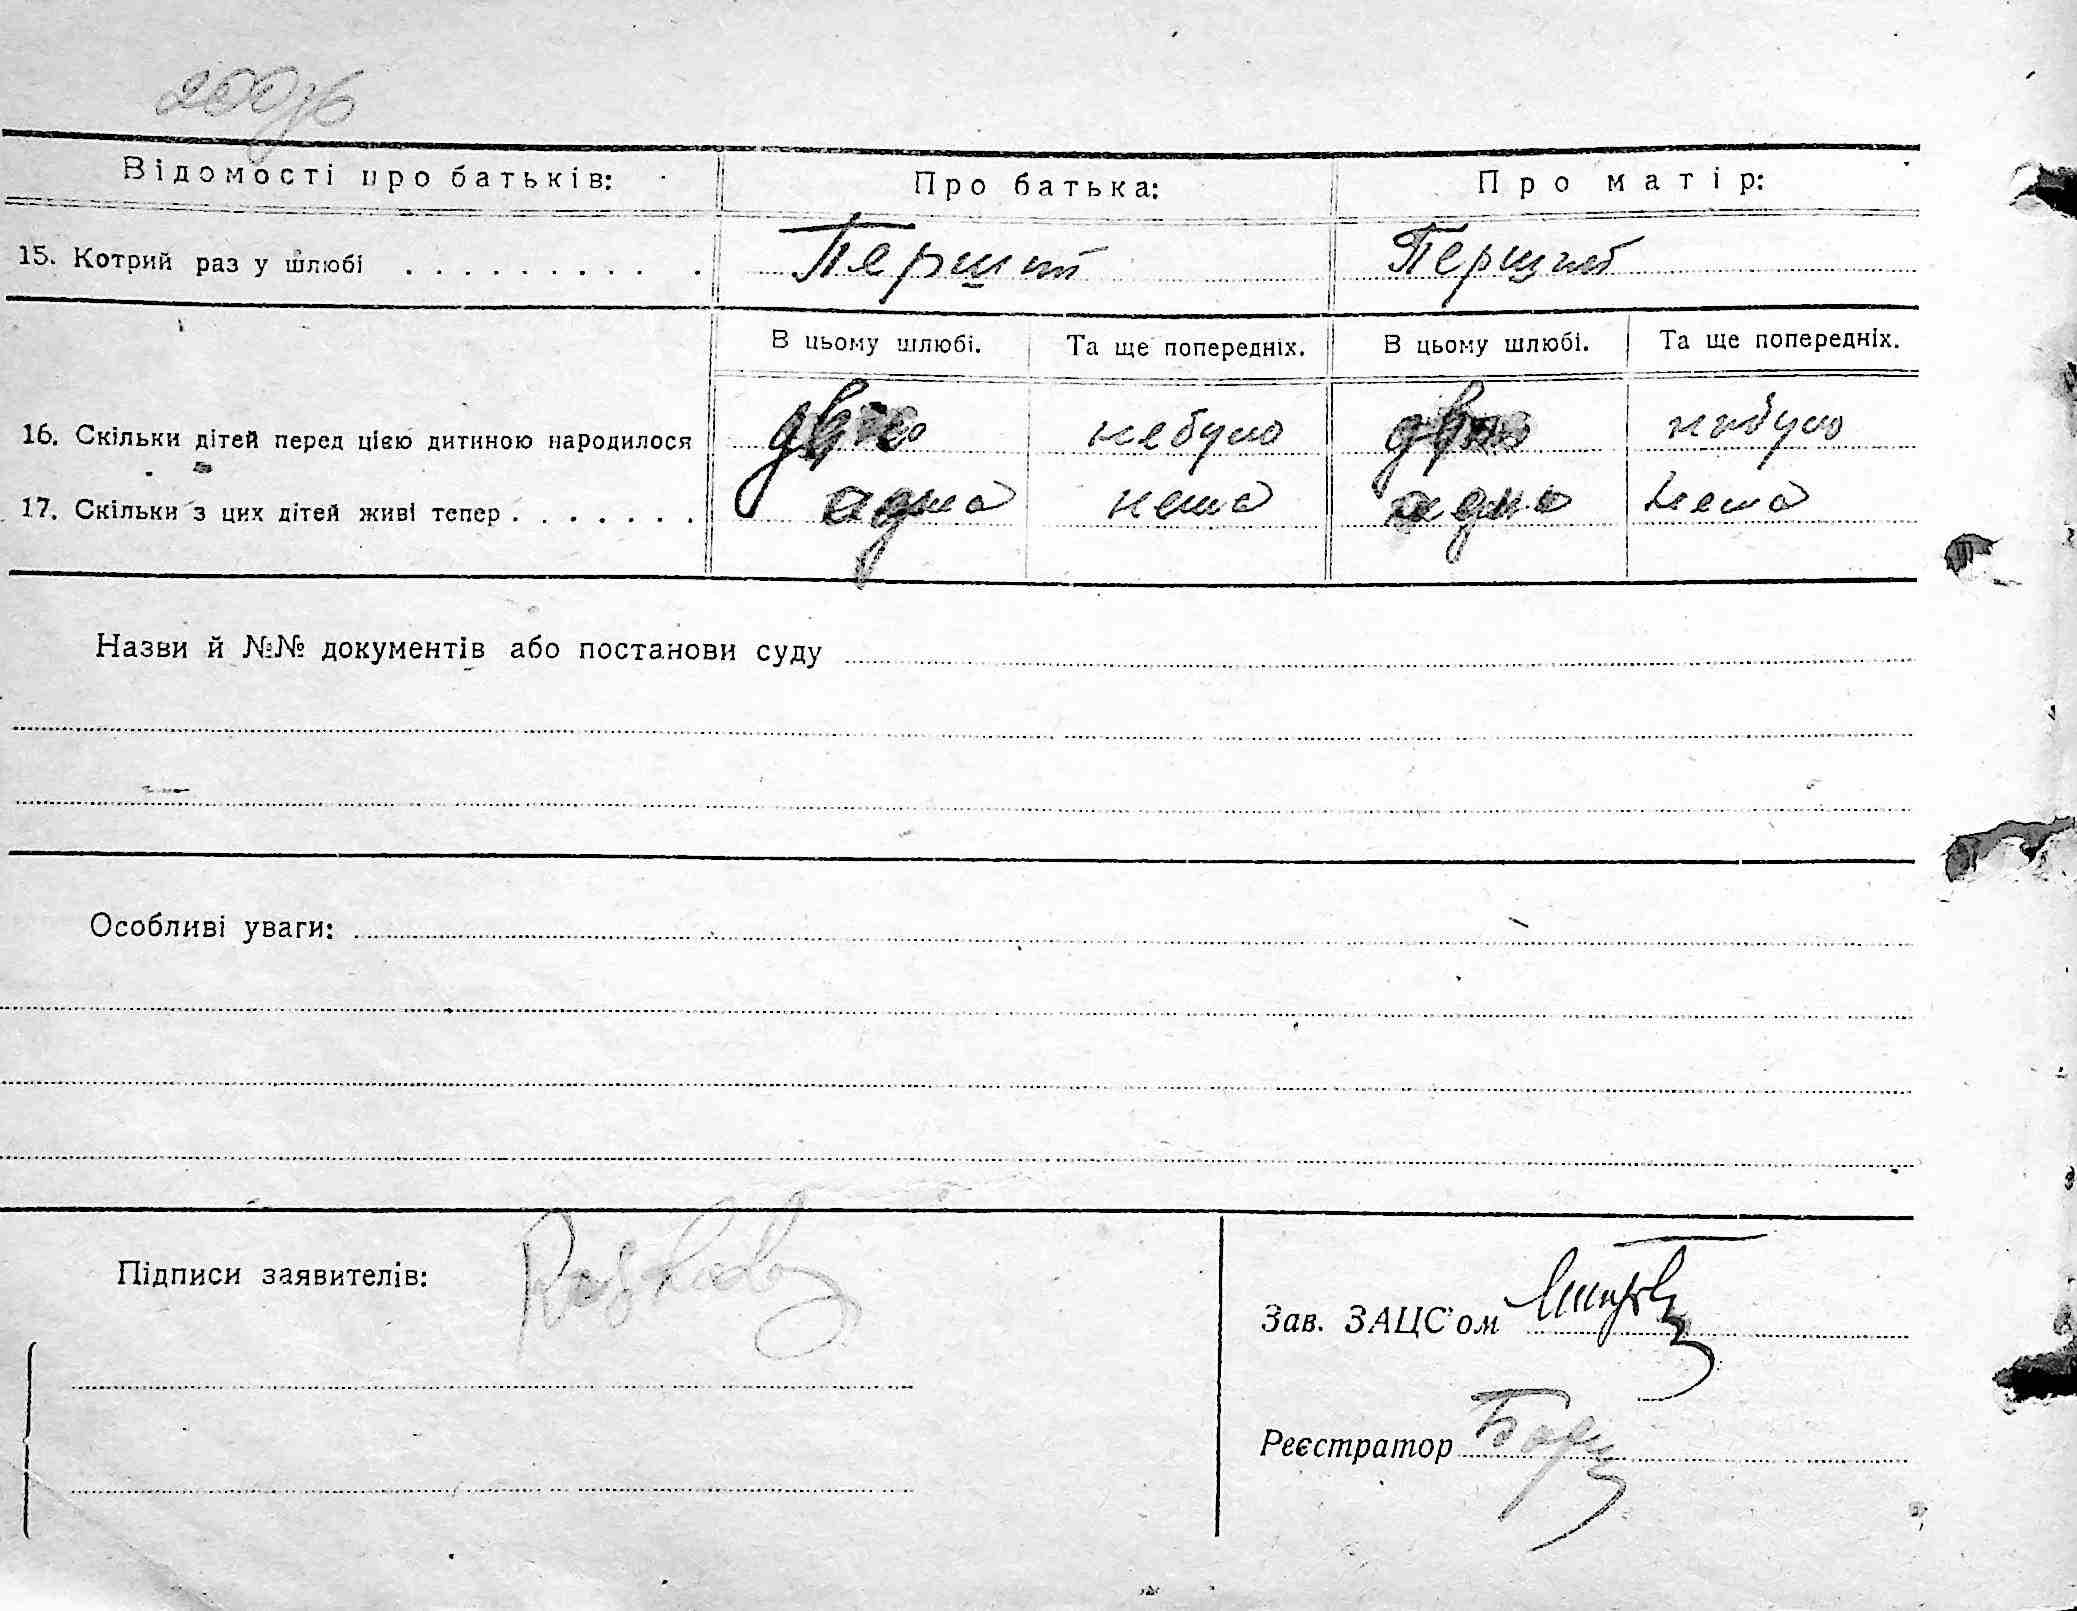 Відомості про батьків: Про батька: Про матір:
15. Котрий раз у шлюбі . . . . . . . . . . Перший Перший
В цьому шлюбі. Та ще попередніх. В цьому шлюбі. Та ще попередніх.
16. Скільки дітей перед цією дитиною народилося двоє небуло двоє небуло
17. Скільки з цих дітей живі тепер . . . . . . . одна нема одно нема
Назви й №№ документів або постанови суду
Особливі уваги:
Підписи заявителів:
Зав. ЗАЦС'ом
Реєстратор